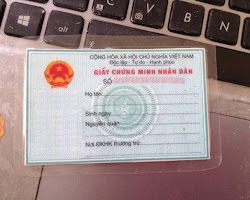 CỘNG HÒA XÃ HỘI CHỦ NGHĨA VIỆT NAM
Độc lập - Tự do - Hạnh phúc
GIẤY CHỨNG MINH NHÂN DÂN
SỐ
Họ tên:
Sinh ngày:
Nguyên quán:
Nơi ĐKHK thường trú: